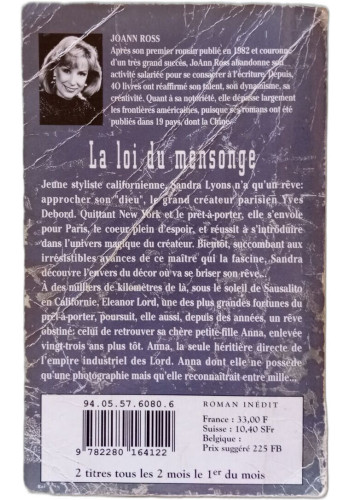 JOANN ROSS
Après son premier roman publié en 1982 et couronné
d'un très grand succès, JoAnn Ross abandonne son
activité salariée pour se consacrer à l'écriture. Depuis,
40 livres ont réaffirmé son talent, son dynamisme, sa
créativité. Quant à sa notoriété, elle dépasse largement
les frontières américaines, puisque ses romans ont été
publiés dans 19 pays, dont la Chine.
La loi du mensonge
Jeune styliste californienne, Sandra Lyons n'a qu'un rêve:
approcher son "dieu", le grand créateur parisien Yves
Debord. Quittant New York et le prêt-à-porter, elle s'envole
pour Paris, le coeur plein d'espoir, et réussit à s'introduire
dans l'univers magique du créateur. Bientôt, succombant aux
irrésistibles avances de ce maître qui la fascine, Sandra
découvre l'envers du décor où va se briser son rêve...
A des milliers de kilomètres de là, sous le soleil de Sausalito
en Californie, Eleanor Lord, une des plus grandes fortunes du
prêt-à-porter, poursuit, elle aussi, depuis des années, un rêve
obstiné: celui de retrouver sa chère petite-fille Anna, enlevée
vingt-trois ans plus tôt. Anna, la seule héritière directe de
l'empire industriel des Lord. Anna dont elle ne possède
qu'une photographie mais qu'elle reconnaîtrait entre mille...
94.05.57.6080.6
9 782280 164122
ROMAN INÉDIT
France : 33,00 F
Suisse : 10,40 SFr
Belgique :
Prix suggéré 225 FB
2 titres tous les 2 mois le 1er du mois